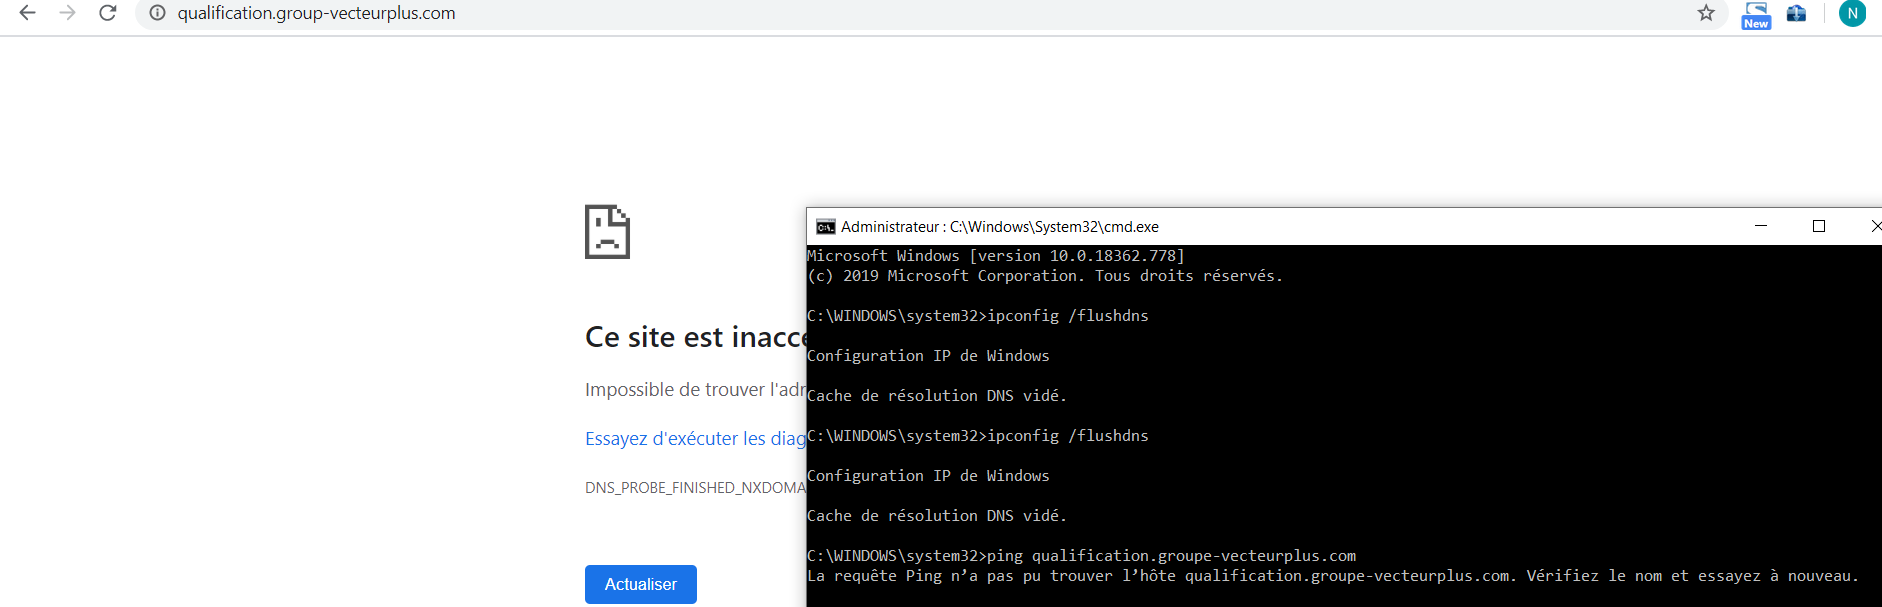 qualification.group-vecteurplus.com
New
N
Ce site est inacce
Impossible de trouver l'adr
Essayez d'exécuter les diag
DNS_PROBE_FINISHED_NXDOMA
Actualiser
Administrateur : C:\Windows\System32\cmd.exe
Microsoft Windows [version 10.0.18362.778]
(c) 2019 Microsoft Corporation. Tous droits réservés.
C:\WINDOWS\system32>ipconfig /flushdns
Configuration IP de Windows
Cache de résolution DNS vidé.
C:\WINDOWS\system32>ipconfig /flushdns
Configuration IP de Windows
Cache de résolution DNS vidé.
C:\WINDOWS\system32>ping qualification.groupe-vecteurplus.com
La requête Ping n’a pas pu trouver l’hôte qualification.groupe-vecteurplus.com. Vérifiez le nom et essayez à nouveau.